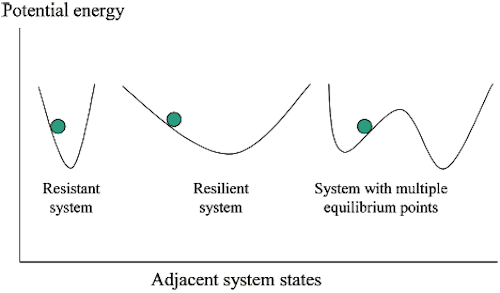 Potential energy
Resistant
system
Resilient
system
System with multiple
equilibrium points
Adjacent system states